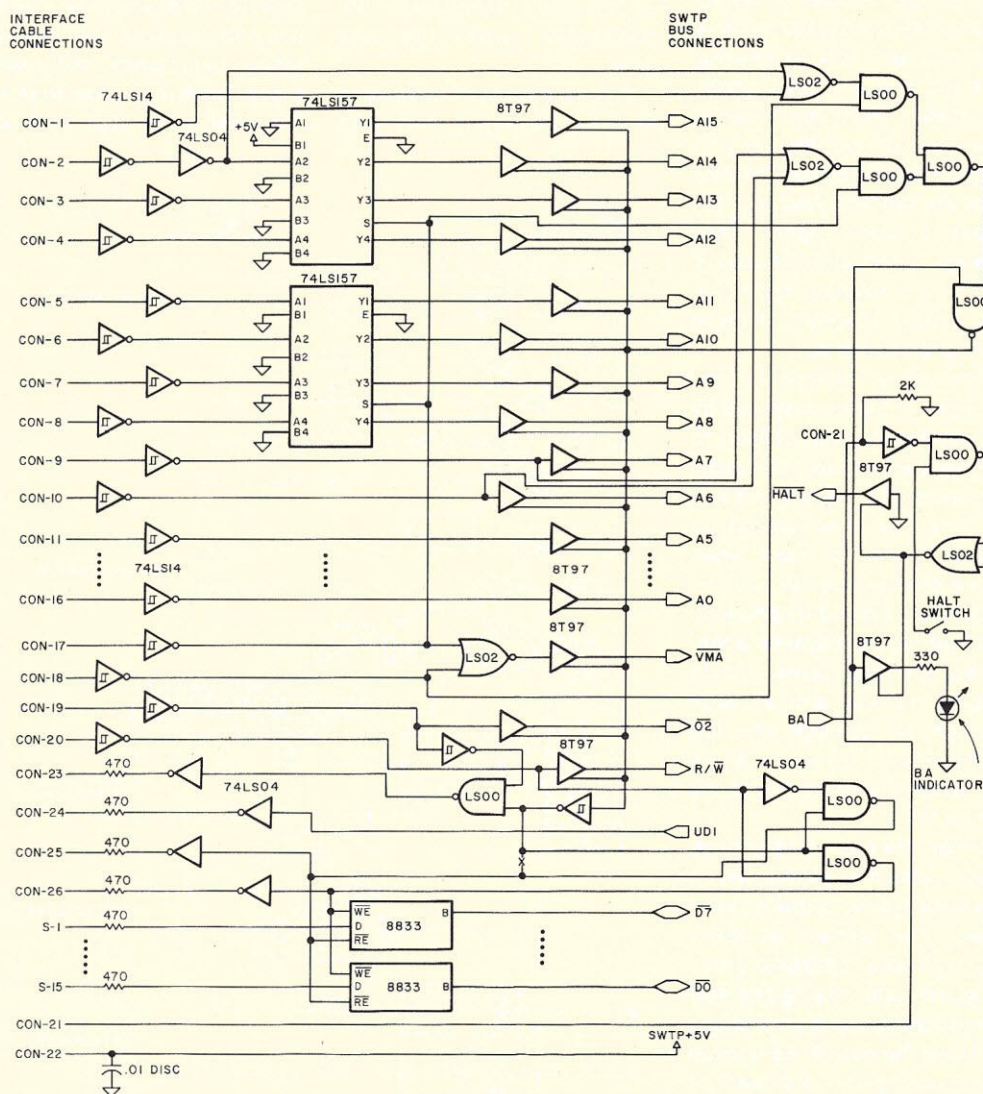 INTERFACE
CABLE
CONNECTIONS
SWTP
BUS
CONNECTIONS
74LS14
74LS157
8T97
LS02
LS00
CON-1
+5V
74LS04
A1
Y1
E
A15
CON-2
B1
A2
Y2
A14
LS02
LS00
LS00
B2
CON-3
A3
Y3
A13
B3
S
CON-4
A4
Y4
A12
B4
74LS157
CON-5
A1
Y1
A11
B1
E
LS00
CON-6
A2
Y2
A10
B2
CON-7
A3
Y3
A9
B3
S
2K
CON-8
A4
Y4
A8
B4
CON-21
LS00
CON-9
A7
8T97
CON-10
A6
HALT
CON-11
A5
LS02
74LS14
8T97
CON-16
A0
HALT
SWITCH
8T97
CON-17
8T97
330
LS02
VMA
CON-18
CON-19
O2
BA
CON-20
8T97
CON-23
470
R/W
74LS04
BA
INDICATOR
LS00
LS00
470
74LS04
CON-24
UD1
CON-25
470
X
LS00
CON-26
470
S-1
470
WE
D
RE
8833
B
D7
S-15
470
WE
D
RE
8833
B
D0
CON-21
CON-22
SWTP+5V
.01 DISC